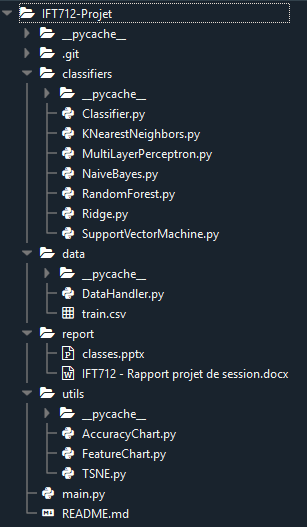 IFT712-Projet
__pycache__
.git
classifiers
__pycache__
Classifier.py
KNearestNeighbors.py
MultiLayerPerceptron.py
NaiveBayes.py
RandomForest.py
Ridge.py
SupportVectorMachine.py
data
__pycache__
DataHandler.py
train.csv
report
classes.pptx
IFT712 - Rapport projet de session.docx
utils
__pycache__
AccuracyChart.py
FeatureChart.py
TSNE.py
main.py
README.md